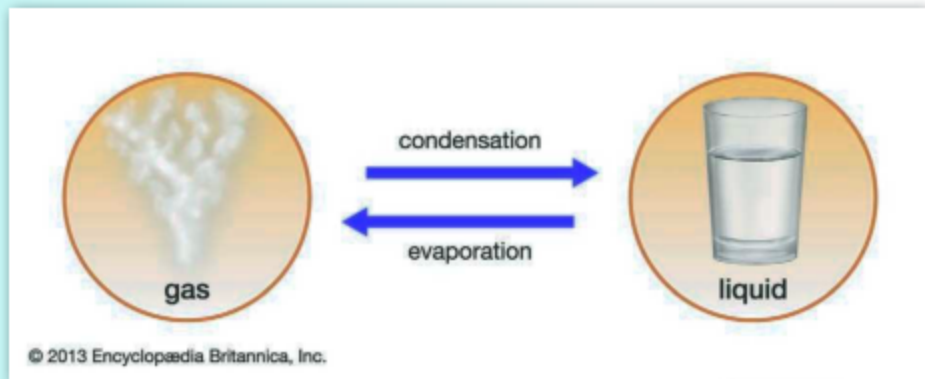 condensation
evaporation
gas
liquid
© 2013 Encyclopædia Britannica, Inc.